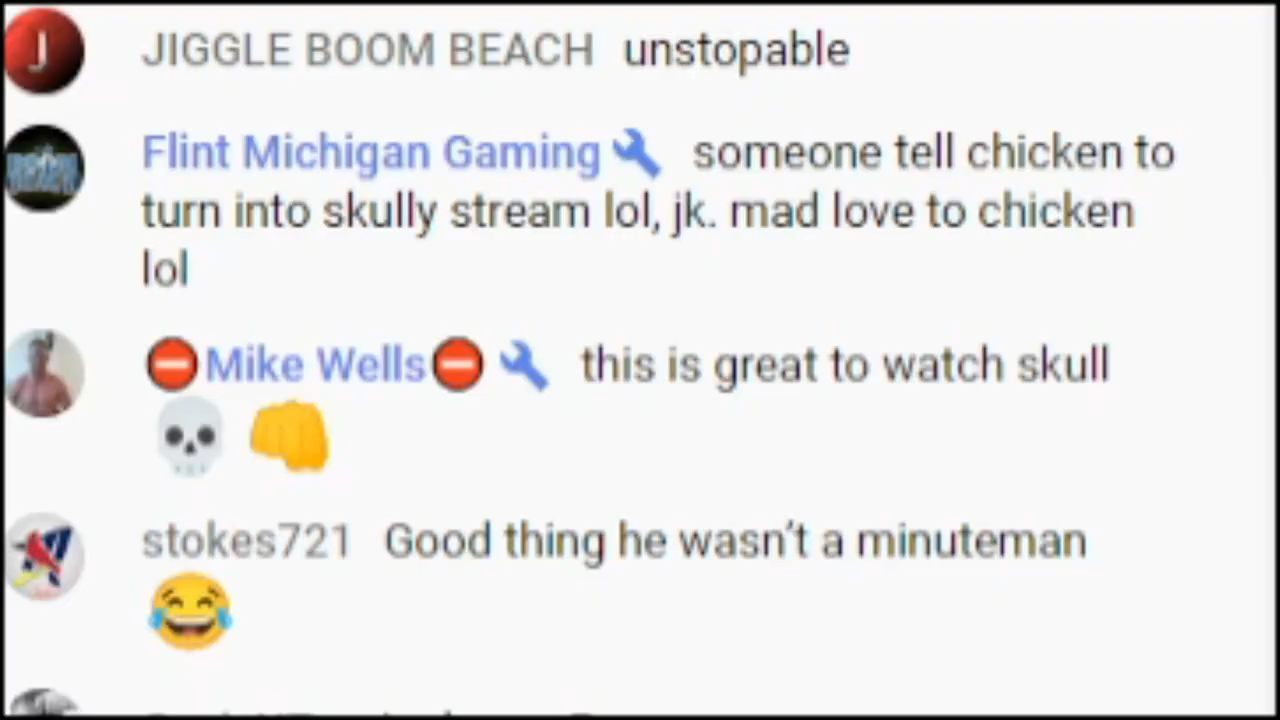 J
JIGGLE BOOM BEACH unstopable
Flint Michigan Gaming🔧 someone tell chicken to
turn into skully stream lol, jk. mad love to chicken
lol
⛔Mike Wells⛔🔧 this is great to watch skull
💀 👊
stokes721 Good thing he wasn't a minuteman
😂